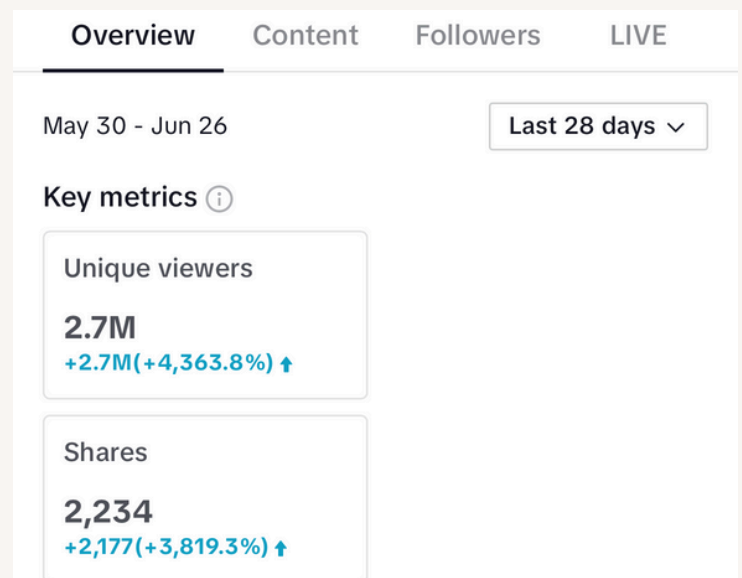 Overview Content Followers LIVE
May 30 - Jun 26 Last 28 days
Key metrics
Unique viewers
2.7M
+2.7M(+4,363.8%)
Shares
2,234
+2,177(+3,819.3%)